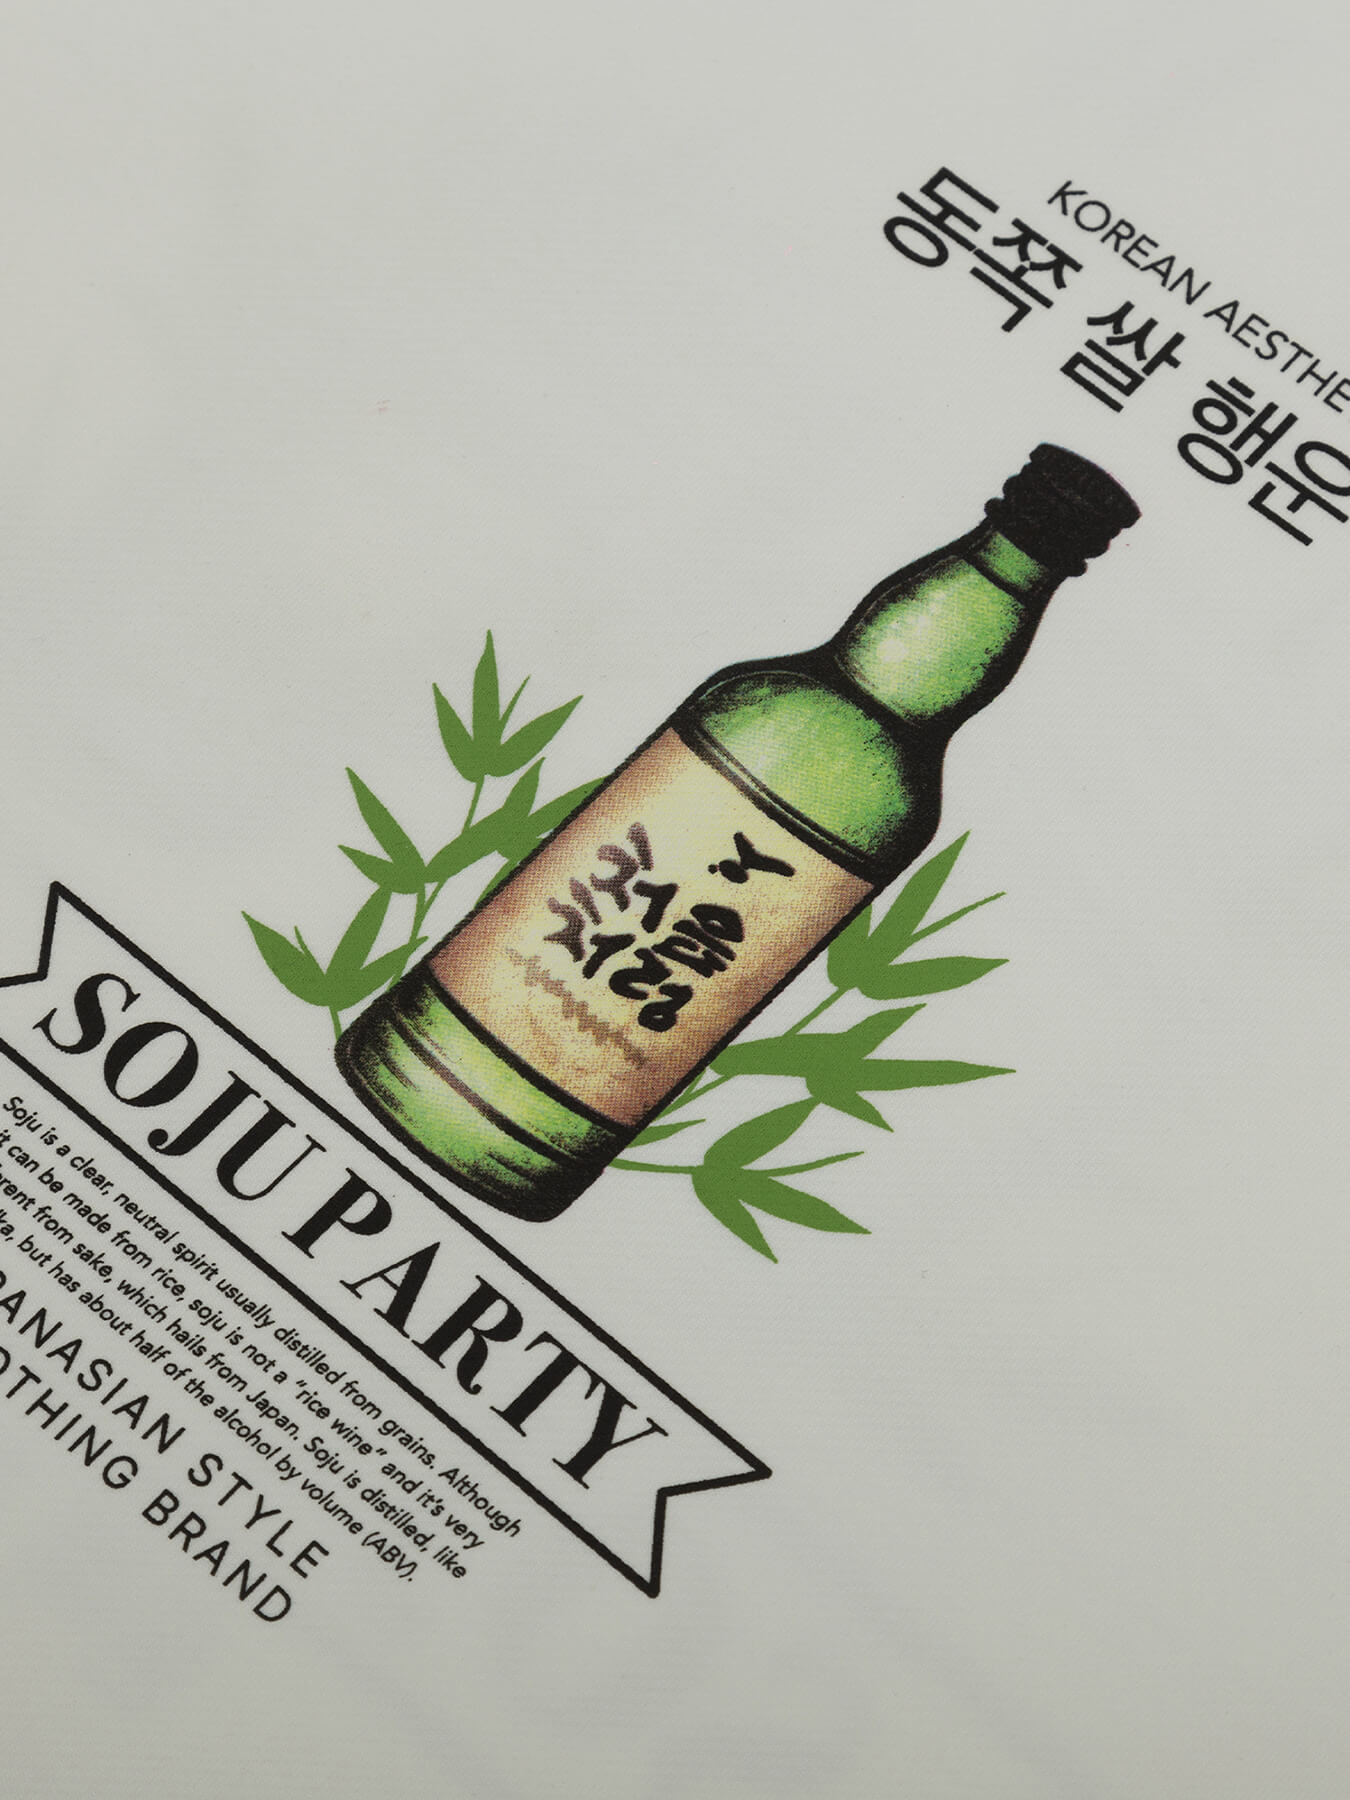 KOREAN AESTHE
동쪽 쌀 행운
SOJU PARTY
Soju is a clear, neutral spirit usually distilled from grains. Although
it can be made from rice, soju is not a "rice wine" and it's very
erent from sake, which hails from Japan. Soju is distilled, like
ka, but has about half of the alcohol by volume (ABV).
PANASIAN STYLE
OTHING BRAND